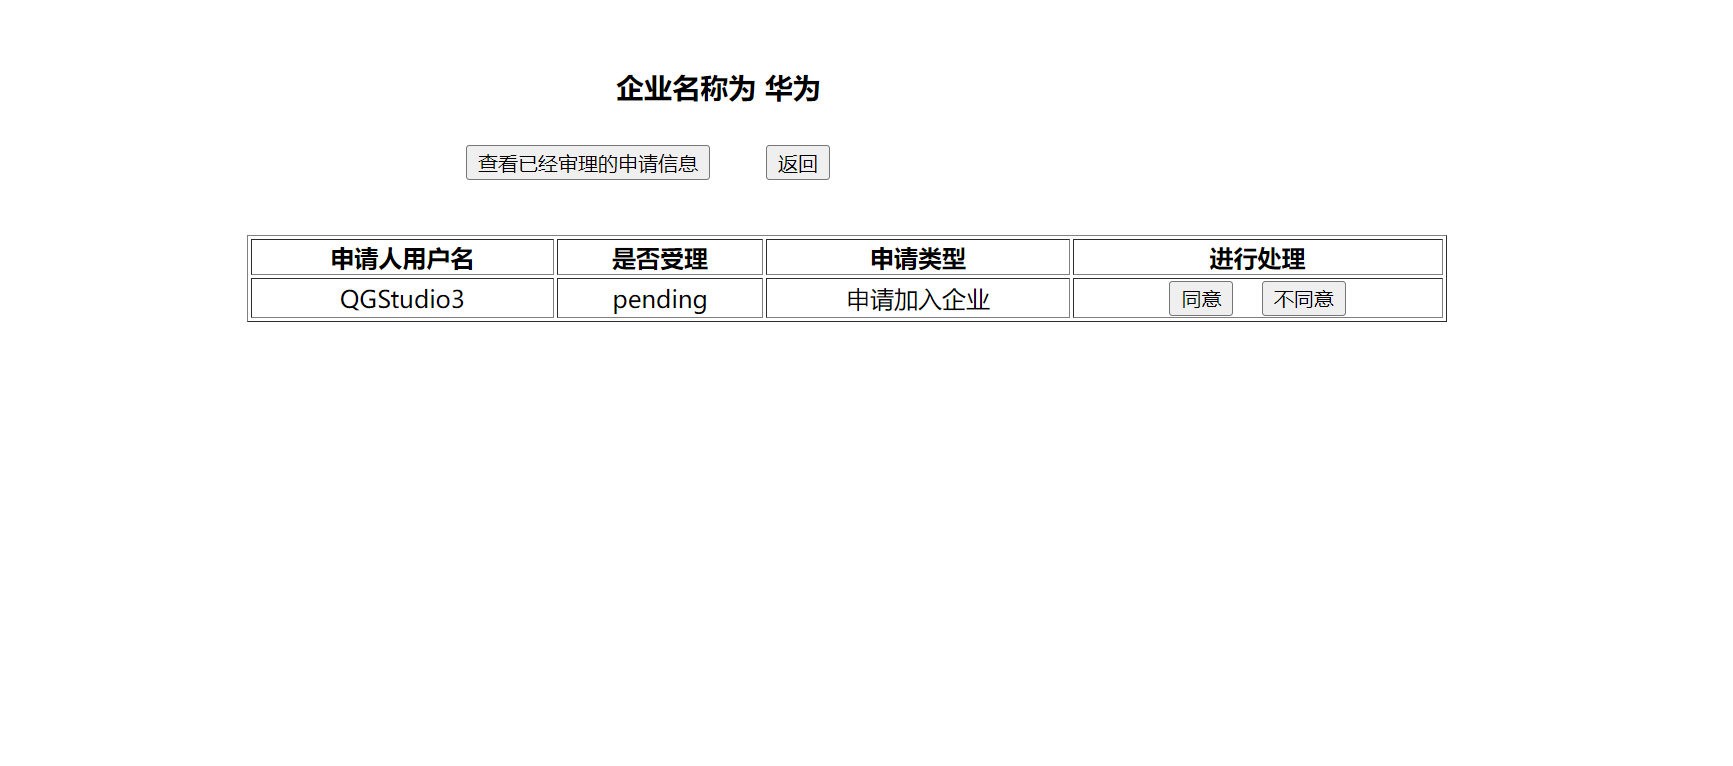 企业名称为 华为
查看已经审理的申请信息 返回
申请人用户名 是否受理 申请类型 进行处理
QGStudio3 pending 申请加入企业 同意 不同意